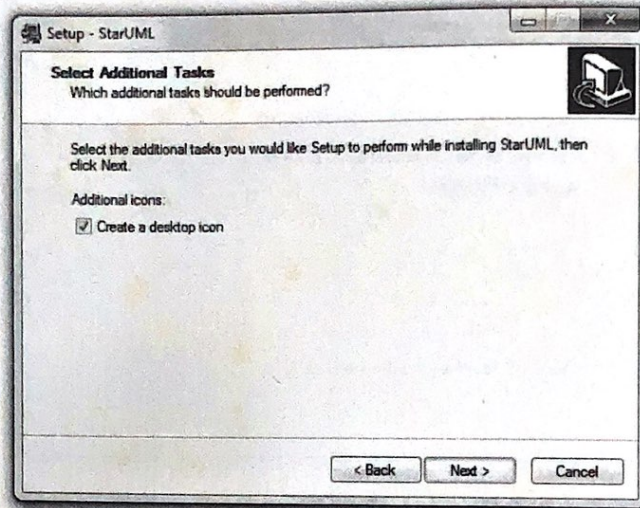 Setup - StarUML
Select Additional Tasks
Which additional tasks should be performed?
Select the additional tasks you would like Setup to perform while installing StarUML, then
click Next.
Additional icons:
Create a desktop icon
< Back
Next >
Cancel